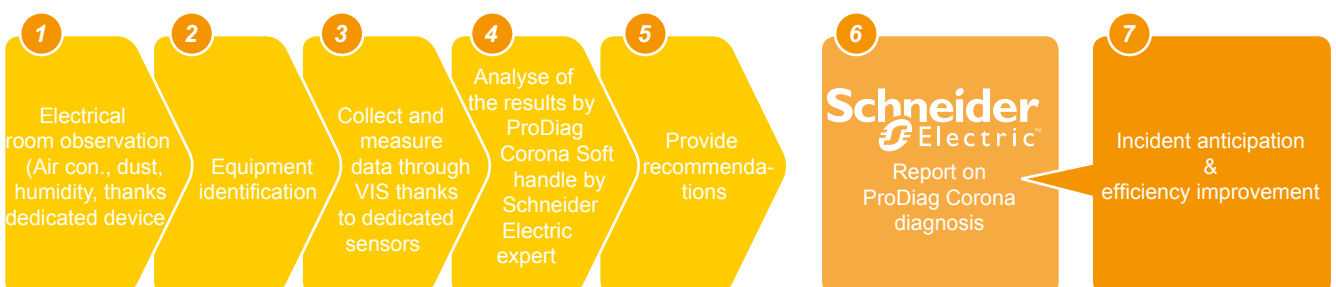 1
Electrical
room observation
(Air con., dust,
humidity, thanks
dedicated device
2
Equipment
identification
3
Collect and
measure
data through
VIS thanks
to dedicated
sensors
4
Analyse of
the results by
ProDiag
Corona Soft
handle by
Schneider
Electric
expert
5
Provide
recommenda-
tions
6
Schneider
Electric™
Report on
ProDiag Corona
diagnosis
7
Incident anticipation
&
efficiency improvement